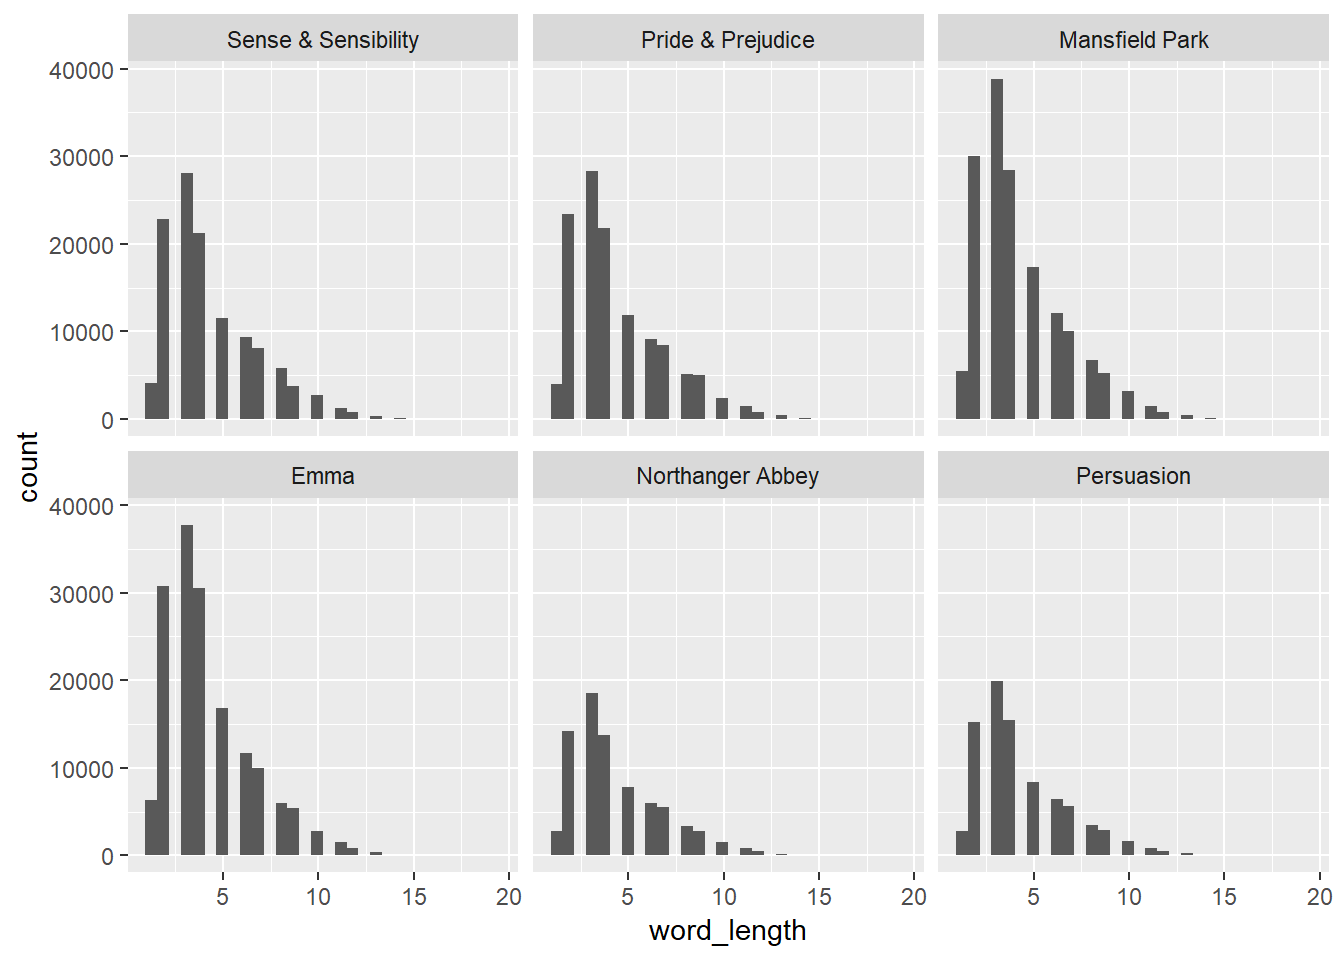 Sense & Sensibility
Pride & Prejudice
Mansfield Park
40000
30000
20000
10000
0
count
Emma
Northanger Abbey
Persuasion
40000
30000
20000
10000
0
5 10 15 20 5 10 15 20 5 10 15 20
word_length